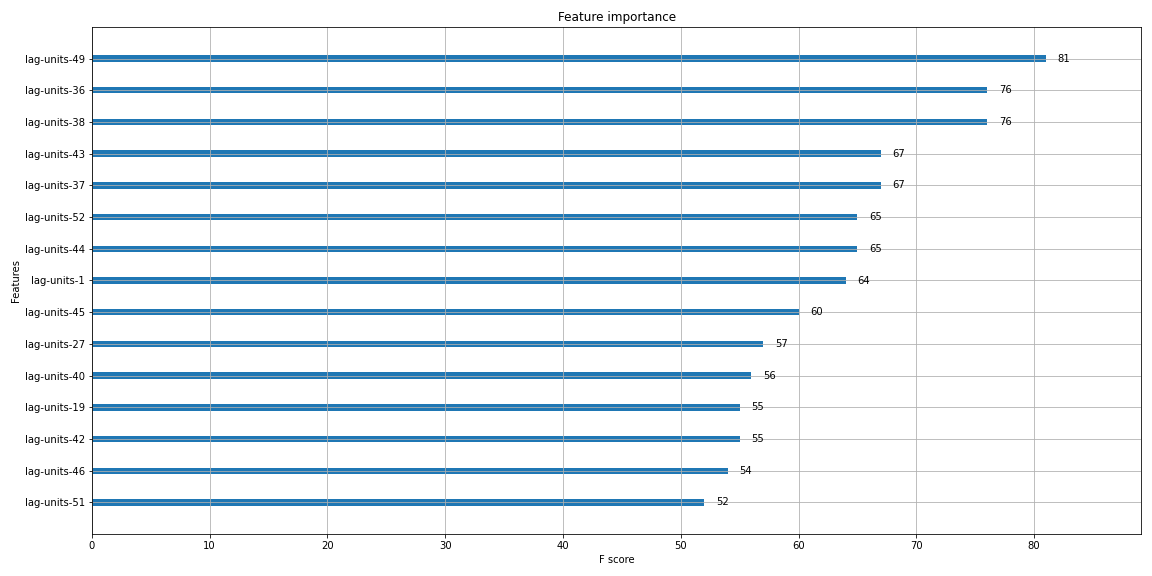 Feature importance
lag-units-49 81
lag-units-36 76
lag-units-38 76
lag-units-43 67
lag-units-37 67
lag-units-52 65
lag-units-44 65
lag-units-1 64
lag-units-45 60
lag-units-27 57
lag-units-40 56
lag-units-19 55
lag-units-42 55
lag-units-46 54
lag-units-51 52
Features
0 10 20 30 40 50 60 70 80
F score